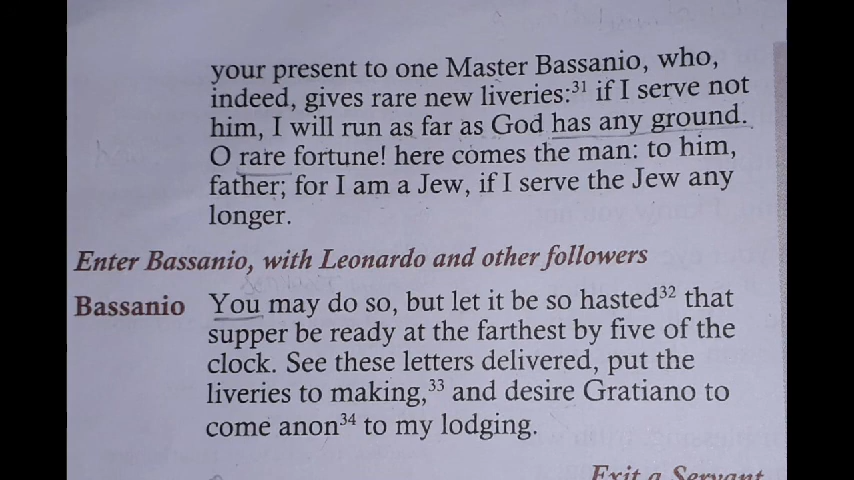 your present to one Master Bassanio, who,
indeed, gives rare new liveries:31 if I serve not
him, I will run as far as God has any ground.
O rare fortune! here comes the man: to him,
father; for I am a Jew, if I serve the Jew any
longer.
Enter Bassanio, with Leonardo and other followers
Bassanio You may do so, but let it be so hasted32 that
supper be ready at the farthest by five of the
clock. See these letters delivered, put the
liveries to making,33 and desire Gratiano to
come anon34 to my lodging.
Exit a Servant